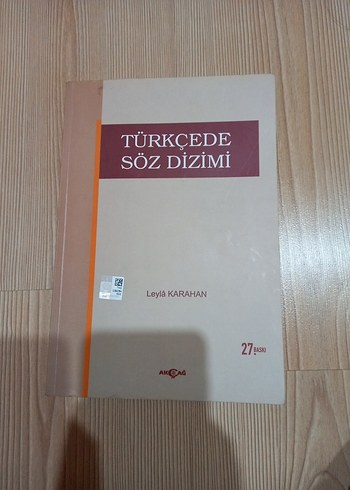 TÜRKÇEDE
SÖZ DİZİMİ
Leylâ KARAHAN
27. BASKI
AKÇAĞ